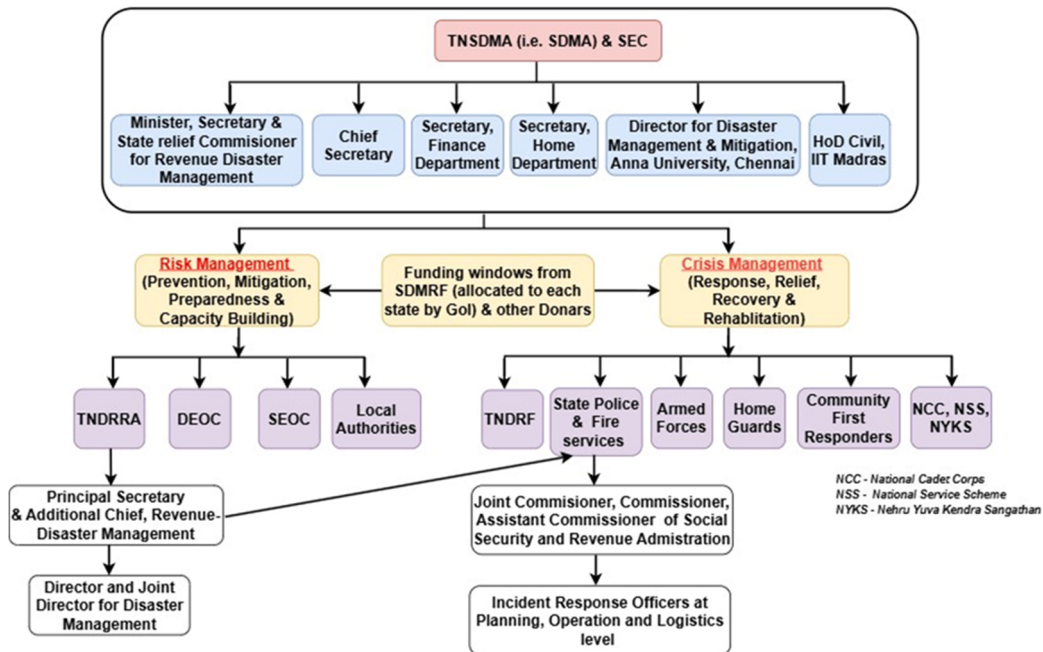 TNSDMA (i.e. SDMA) & SEC
Minister, Secretary &
State relief Commisioner
for Revenue Disaster
Management
Chief
Secretary
Secretary,
Finance
Department
Secretary,
Home
Department
Director for Disaster
Management & Mitigation,
Anna University, Chennai
HoD Civil,
IIT Madras
Risk Management
(Prevention, Mitigation,
Preparedness &
Capacity Building)
Funding windows from
SDMRF (allocated to each
state by GoI) & other Donars
Crisis Management
(Response, Relief,
Recovery &
Rehablitation)
TNDRRA
DEOC
SEOC
Local
Authorities
TNDRF
State Police
& Fire
services
Armed
Forces
Home
Guards
Community
First
Responders
NCC, NSS,
NYKS
NCC - National Cadet Corps
NSS - National Service Scheme
NYKS - Nehru Yuva Kendra Sangathan
Principal Secretary
& Additional Chief, Revenue-
Disaster Management
Joint Commisioner, Commissioner,
Assistant Commissioner of Social
Security and Revenue Admistration
Director and Joint
Director for Disaster
Management
Incident Response Officers at
Planning, Operation and Logistics
level